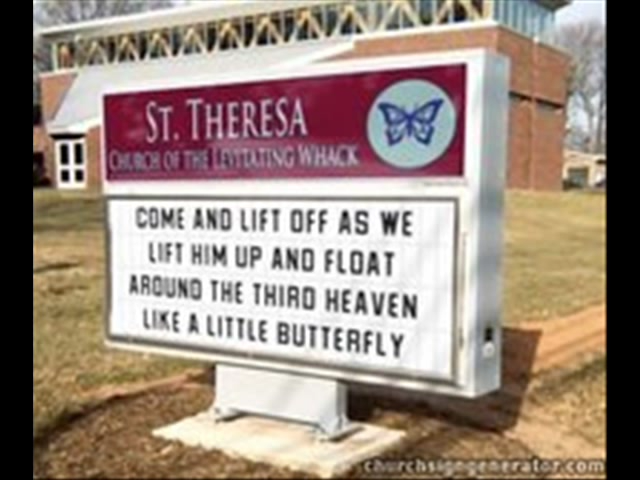 ST. THERESA
CHURCH OF THE LEVITATING WHACK
COME AND LIFT OFF AS WE
LIFT HIM UP AND FLOAT
AROUND THE THIRD HEAVEN
LIKE A LITTLE BUTTERFLY
churchsigngenerator.com